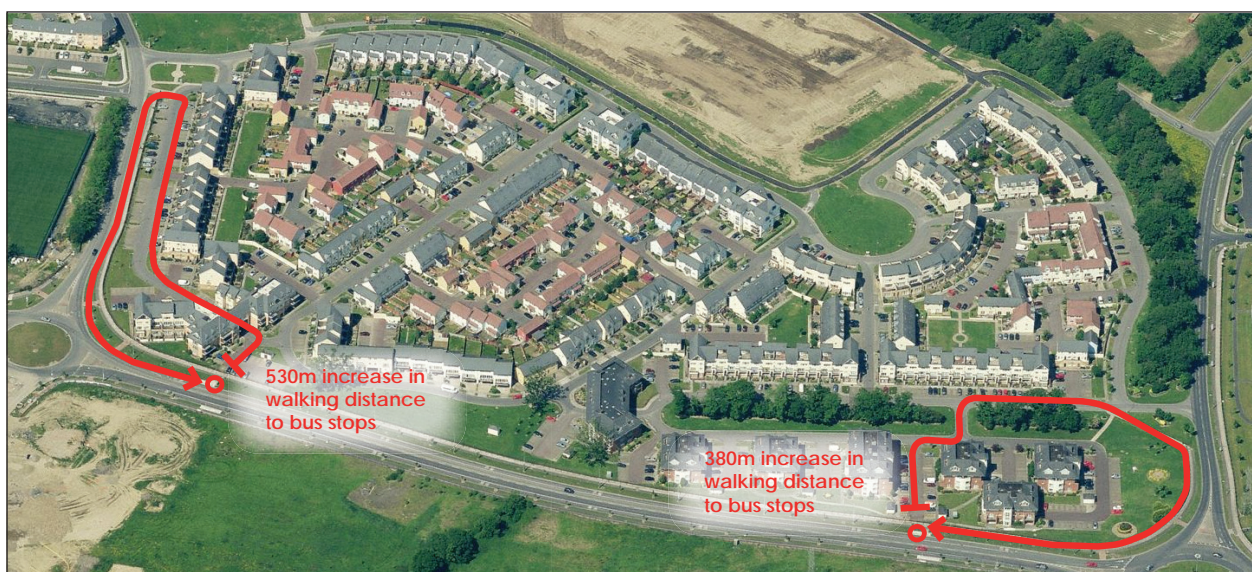 530m increase in
walking distance
to bus stops
380m increase in
walking distance
to bus stops